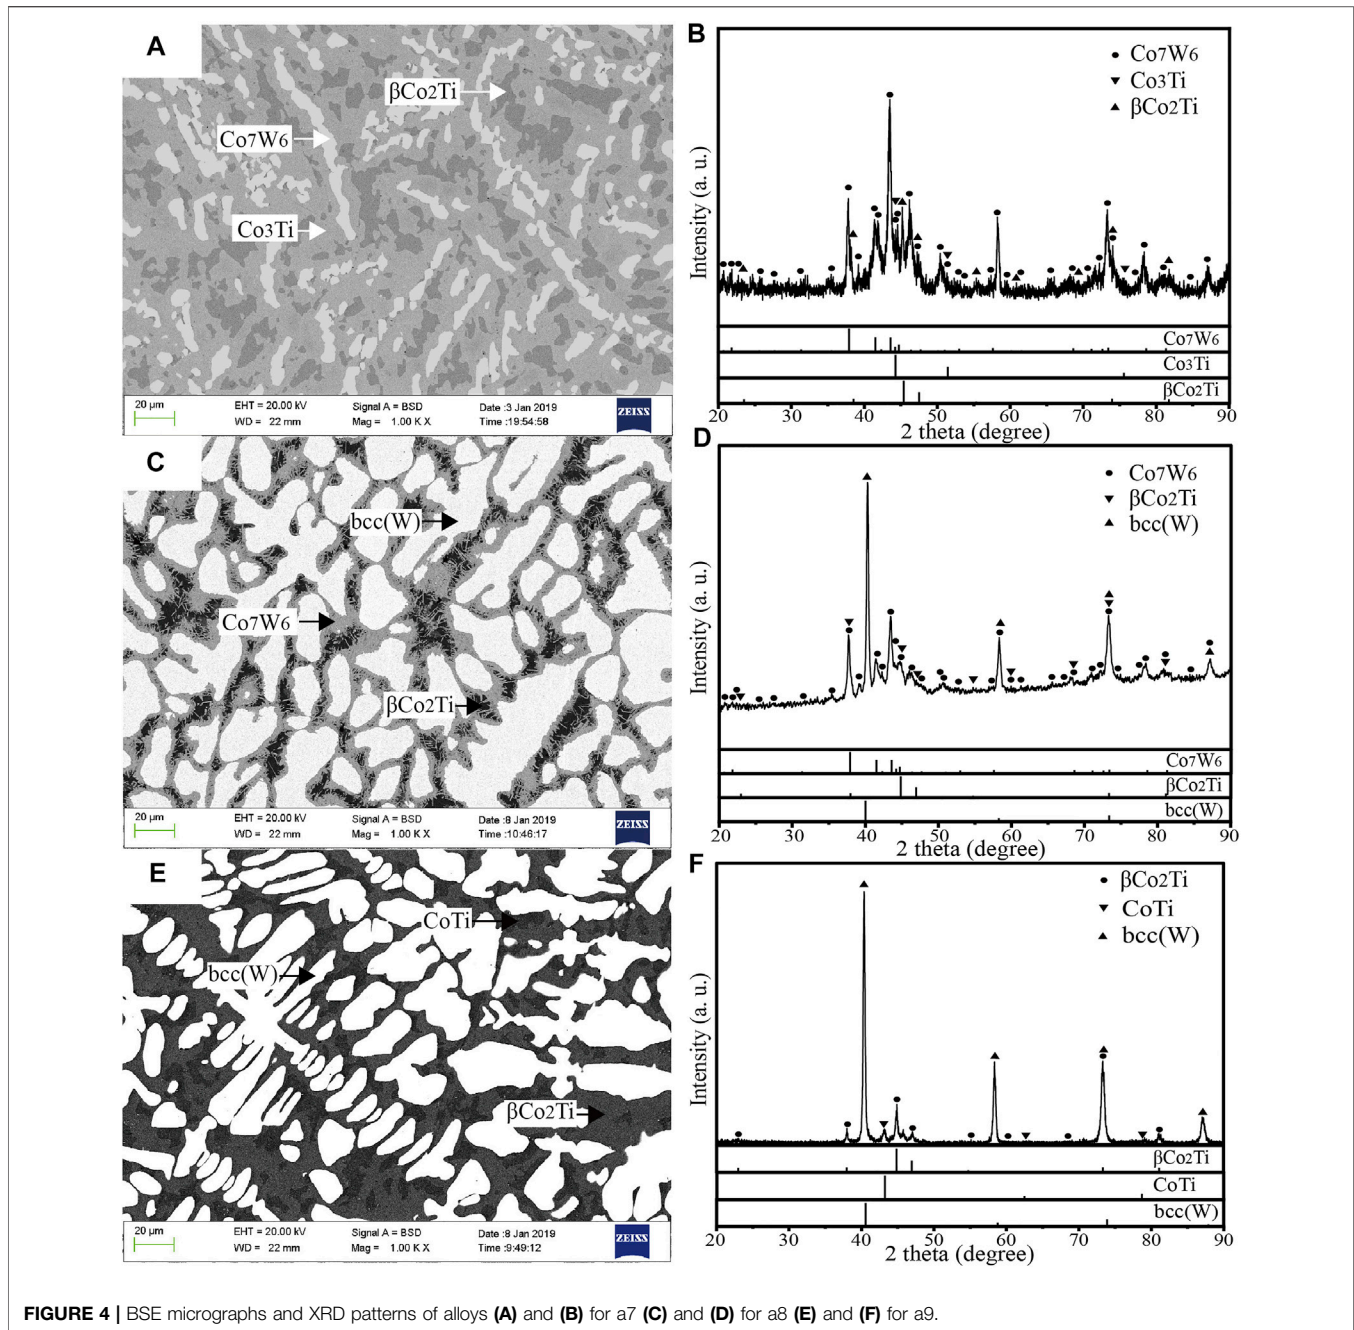 A
βCo2Ti
Co7W6
Co3Ti
20 µm
EHT = 20.00 kV
Signal A = BSD
Date :3 Jan 2019
WD = 22 mm
Mag = 1.00 K X
Time :19:54:58
ZEISS
B
Co7W6
Co3Ti
βCo2Ti
Intensity (a. u.)
Co7W6
Co3Ti
βCo2Ti
20 30 40 50 60 70 80 90
2 theta (degree)
C
bcc(W)
Co7W6
βCo2Ti
20 µm
EHT = 20.00 kV
Signal A = BSD
Date :8 Jan 2019
WD = 22 mm
Mag = 1.00 K X
Time :10:46:17
ZEISS
D
Co7W6
βCo2Ti
bcc(W)
Intensity (a. u.)
Co7W6
βCo2Ti
bcc(W)
20 30 40 50 60 70 80 90
2 theta (degree)
E
CoTi
bcc(W)
βCo2Ti
20 µm
EHT = 20.00 kV
Signal A = BSD
Date :8 Jan 2019
WD = 22 mm
Mag = 1.00 K X
Time :9:49:12
ZEISS
F
βCo2Ti
CoTi
bcc(W)
Intensity (a. u.)
βCo2Ti
CoTi
bcc(W)
20 30 40 50 60 70 80 90
2 theta (degree)
FIGURE 4 | BSE micrographs and XRD patterns of alloys (A) and (B) for a7 (C) and (D) for a8 (E) and (F) for a9.